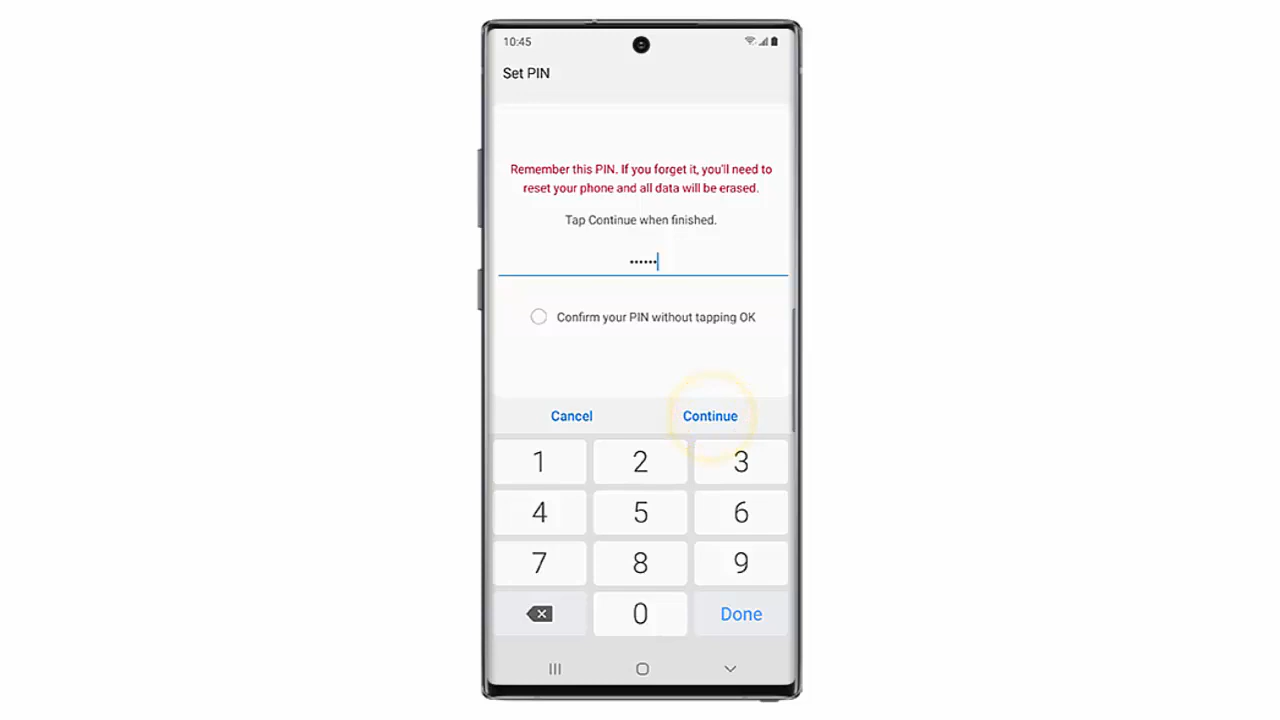 10:45
Set PIN
Remember this PIN. If you forget it, you'll need to
reset your phone and all data will be erased.
Tap Continue when finished.
••••••
Confirm your PIN without tapping OK
Cancel Continue
1 2 3
4 5 6
7 8 9
0 Done